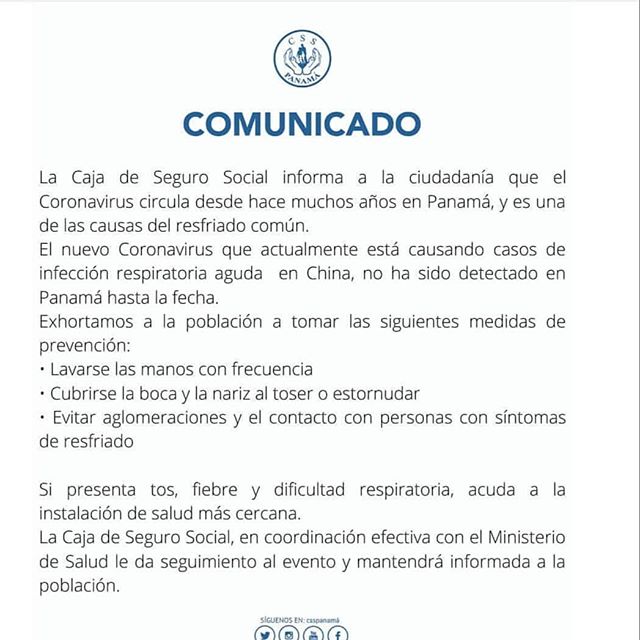 CSS
PANAMÁ
COMUNICADO
La Caja de Seguro Social informa a la ciudadanía que el
Coronavirus circula desde hace muchos años en Panamá, y es una
de las causas del resfriado común.
El nuevo Coronavirus que actualmente está causando casos de
infección respiratoria aguda en China, no ha sido detectado en
Panamá hasta la fecha.
Exhortamos a la población a tomar las siguientes medidas de
prevención:
• Lavarse las manos con frecuencia
• Cubrirse la boca y la nariz al toser o estornudar
• Evitar aglomeraciones y el contacto con personas con síntomas
de resfriado
Si presenta tos, fiebre y dificultad respiratoria, acuda a la
instalación de salud más cercana.
La Caja de Seguro Social, en coordinación efectiva con el Ministerio
de Salud le da seguimiento al evento y mantendrá informada a la
población.
SÍGUENOS EN: csspanamá